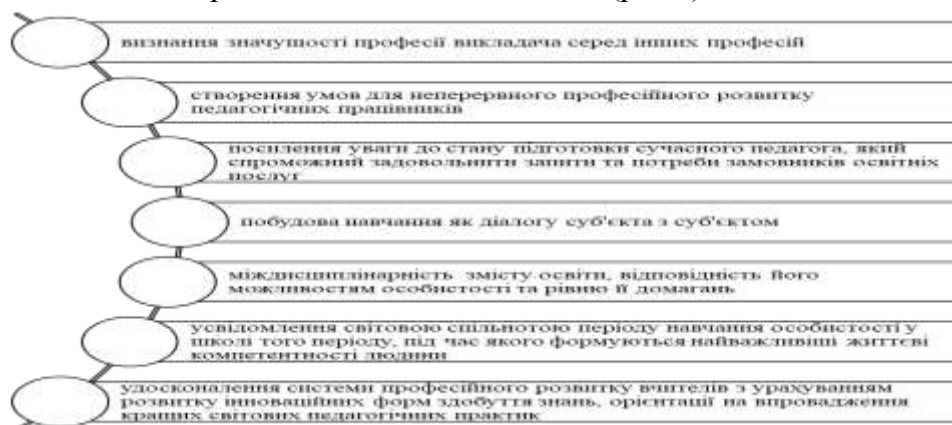 визнання значущості професії викладача серед інших професій
створення умов для неперервного професійного розвитку
педагогічних працівників
посилення уваги до стану підготовки сучасного педагога, який
спроможний задовольнити запити та потреби замовників освітніх
послуг
побудова навчання як діалогу суб'єкта з суб'єктом
міждисциплінарність змісту освіти, відповідність його
можливостям особистості та рівню її домагань
усвідомлення світовою спільнотою періоду навчання особистості у
школі того періоду, під час якого формуються найважливіші життєві
компетентності людини
удосконалення системи професійного розвитку вчителів з урахуванням
розвитку інноваційних форм здобуття знань, орієнтації на впровадження
кращих світових педагогічних практик